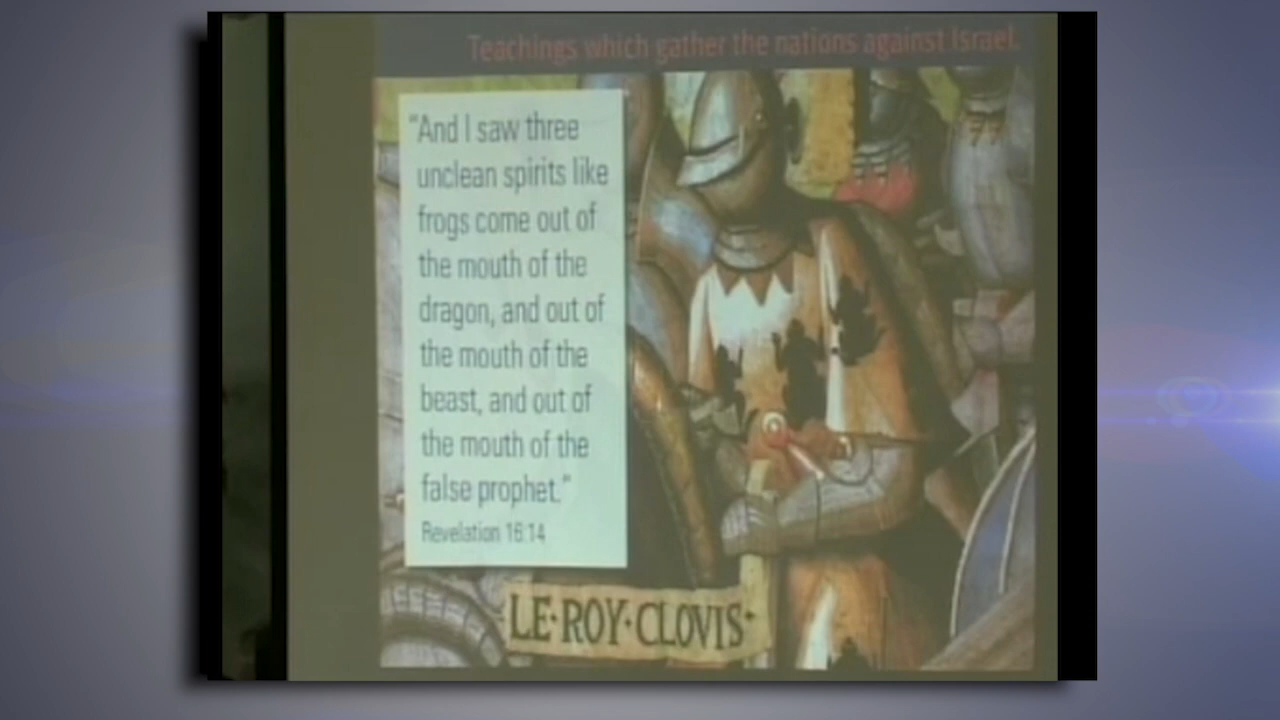 Teachings which gather the nations against Israel.
“And I saw three
unclean spirits like
frogs come out of
the mouth of the
dragon, and out of
the mouth of the
beast, and out of
the mouth of the
false prophet.”
Revelation 16:14
LE·ROY·CLOVIS·